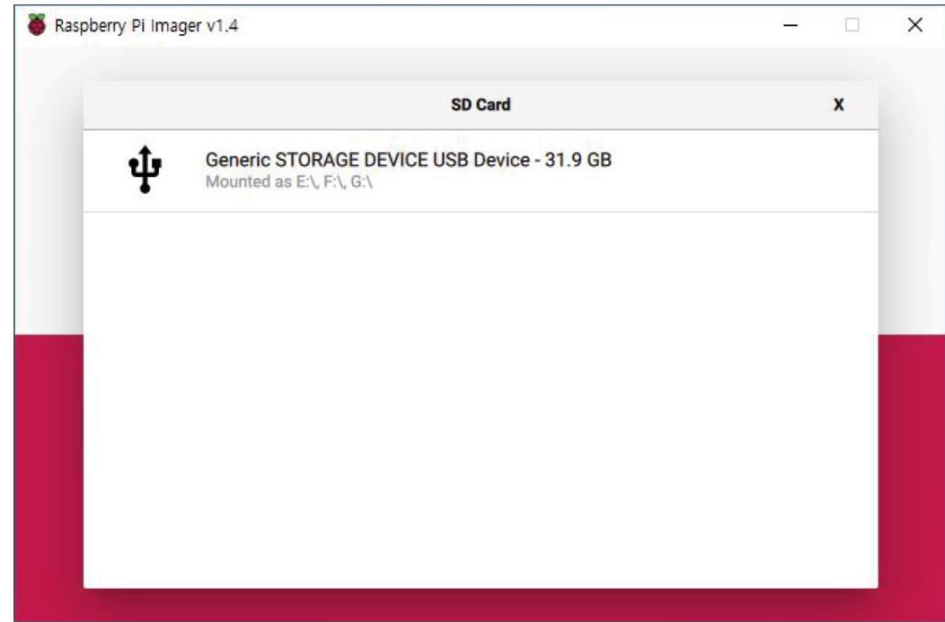 Raspberry Pi Imager v1.4
SD Card X
Generic STORAGE DEVICE USB Device - 31.9 GB
Mounted as E:\, F:\, G:\